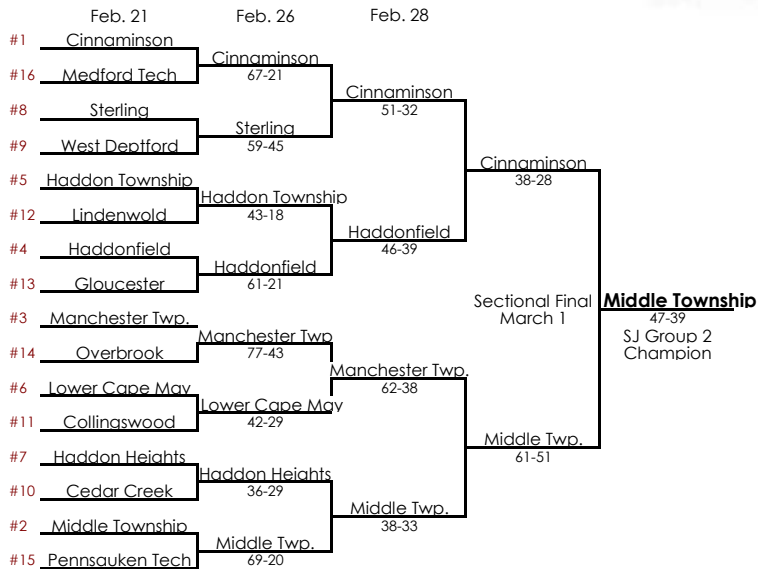 Feb. 21 Feb. 26 Feb. 28
#1 Cinnaminson
Cinnaminson
67-21
#16 Medford Tech
Cinnaminson
51-32
#8 Sterling
Sterling
59-45
#9 West Deptford
Cinnaminson
38-28
#5 Haddon Township
Haddon Township
43-18
#12 Lindenwold
Haddonfield
46-39
#4 Haddonfield
Haddonfield
61-21
#13 Gloucester
Sectional Final
March 1
Middle Township
47-39
SJ Group 2
Champion
#3 Manchester Twp.
Manchester Twp
77-43
#14 Overbrook
Manchester Twp.
62-38
#6 Lower Cape May
Lower Cape May
42-29
#11 Collingswood
Middle Twp.
61-51
#7 Haddon Heights
Haddon Heights
36-29
#10 Cedar Creek
Middle Twp.
38-33
#2 Middle Township
Middle Twp.
69-20
#15 Pennsauken Tech